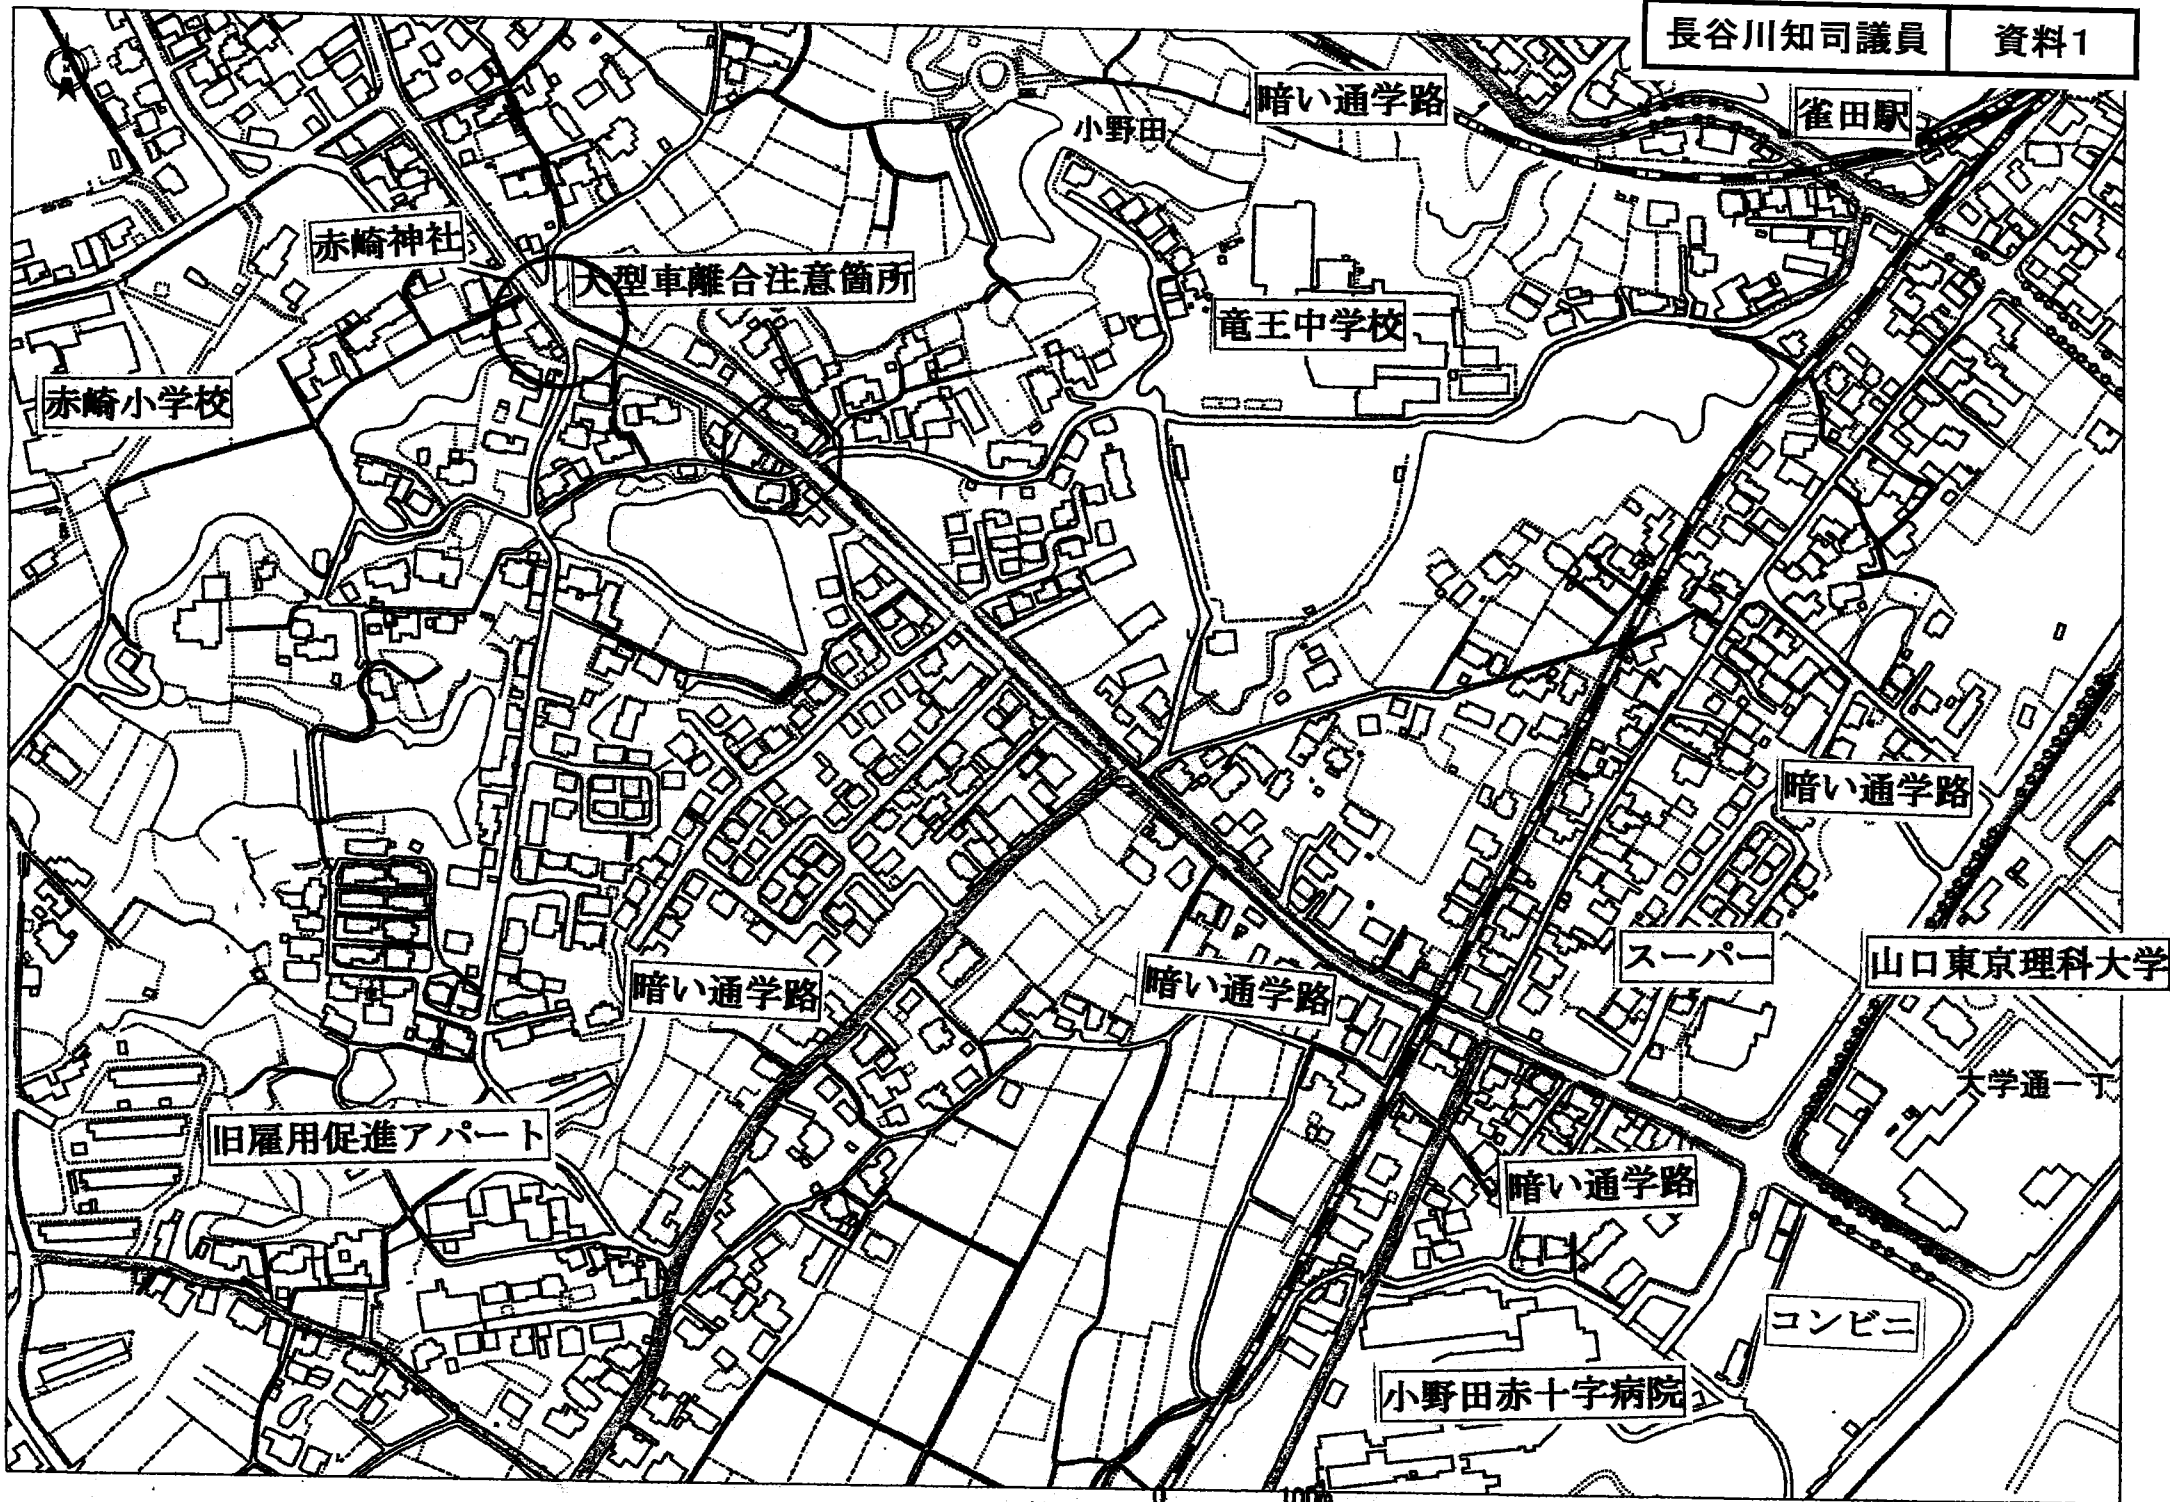 長谷川知司議員 資料1
暗い通学路
雀田駅
小野田
赤崎神社
大型車離合注意箇所
竜王中学校
赤崎小学校
暗い通学路
スーパー
山口東京理科大学
暗い通学路
暗い通学路
大学通一丁
旧雇用促進アパート
暗い通学路
コンビニ
小野田赤十字病院
0 100m